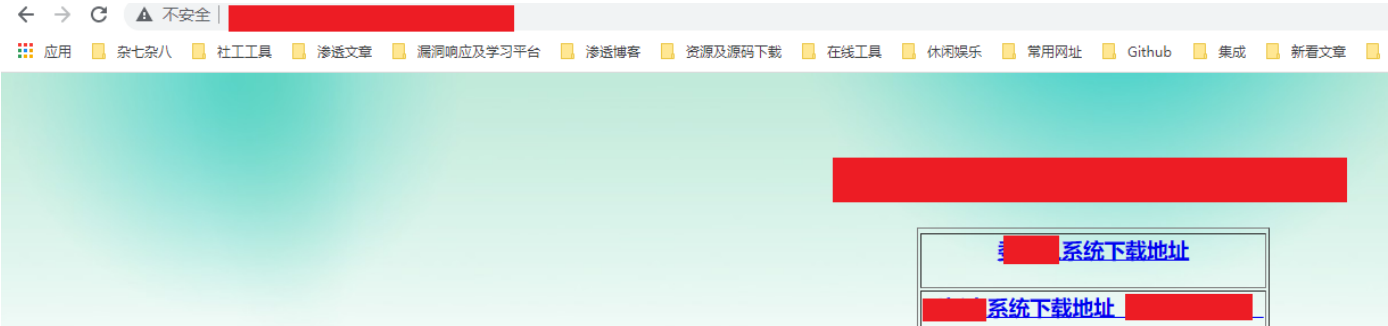 不安全
应用 杂七杂八 社工工具 渗透文章 漏洞响应及学习平台 渗透博客 资源及源码下载 在线工具 休闲娱乐 常用网址 Github 集成 新看文章
系统下载地址
系统下载地址